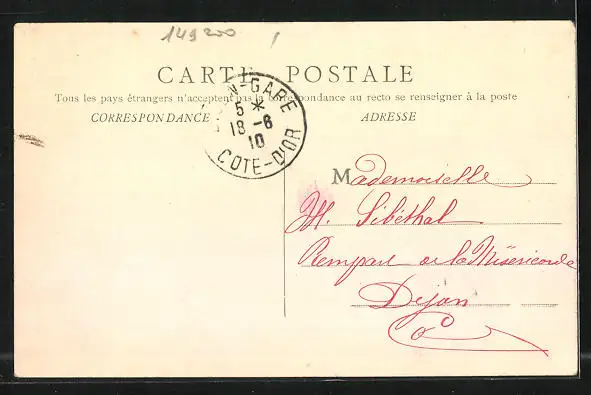 149200
CARTE POSTALE
Tous les pays étrangers n'acceptent pas la correspondance au recto se renseigner à la poste
CORRESPONDANCE
ADRESSE
N-GARE
5 *
18 -8
10
COTE-D'OR
Mademoiselle
M. Sibéthal
Rempart de la Miséricorde
Dijon